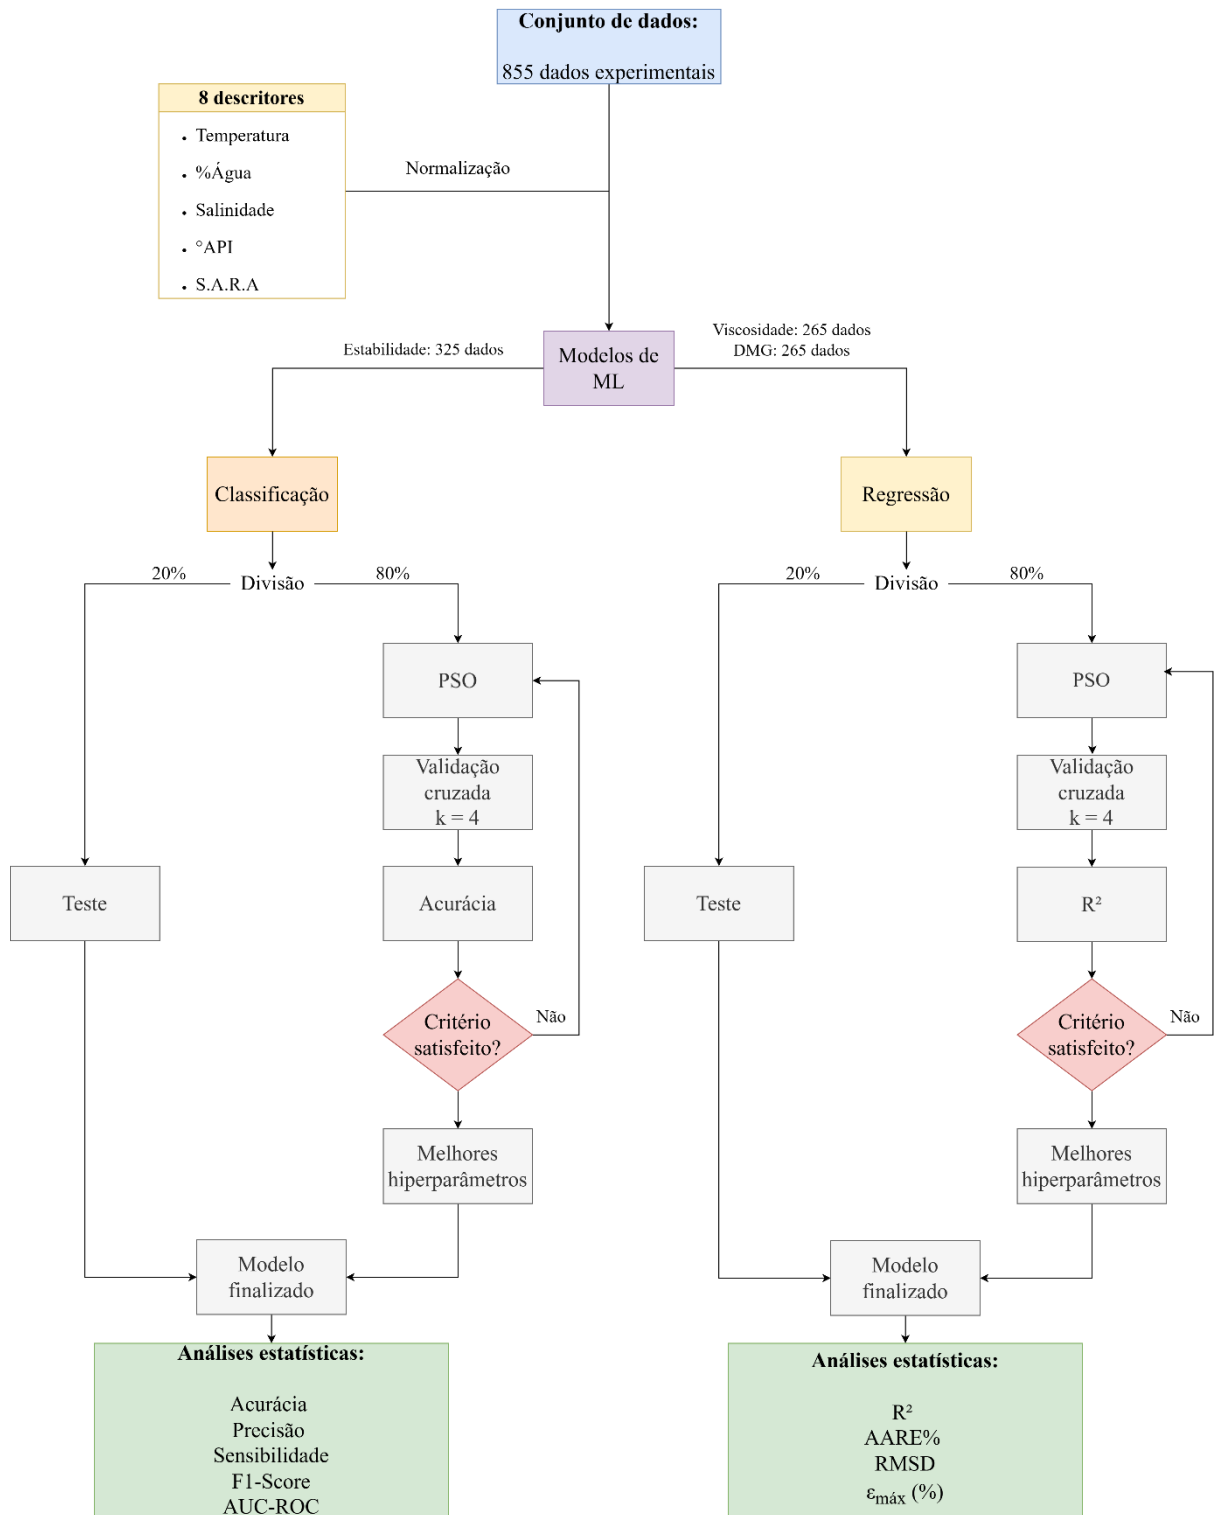 Conjunto de dados:
855 dados experimentais
8 descritores
• Temperatura
• %Água
• Salinidade
• °API
• S.A.R.A
Normalização
Modelos de
ML
Estabilidade: 325 dados
Viscosidade: 265 dados
DMG: 265 dados
Classificação
20%
Divisão
80%
PSO
Validação
cruzada
k = 4
Teste
Acurácia
Critério
satisfeito?
Não
Melhores
hiperparâmetros
Modelo
finalizado
Análises estatísticas:
Acurácia
Precisão
Sensibilidade
F1-Score
AUC-ROC
Regressão
20%
Divisão
80%
PSO
Validação
cruzada
k = 4
Teste
R²
Critério
satisfeito?
Não
Melhores
hiperparâmetros
Modelo
finalizado
Análises estatísticas:
R²
AARE%
RMSD
εmáx (%)